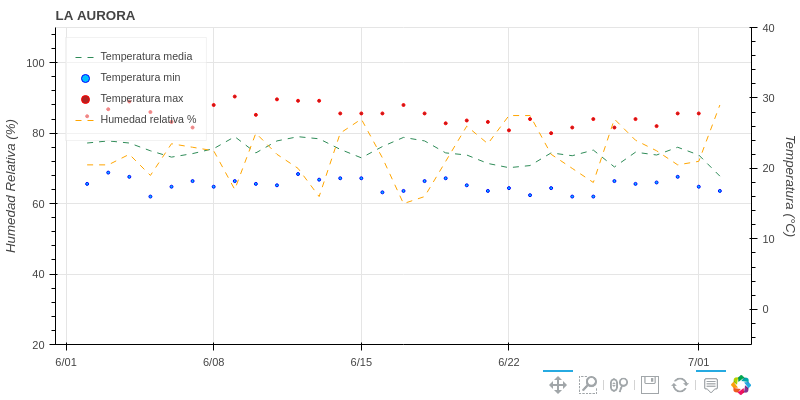 LA AURORA
Temperatura media
Temperatura min
Temperatura max
Humedad relativa %
Humedad Relativa (%)
100
80
60
40
20
Temperatura (°C)
40
30
20
10
0
6/01 6/08 6/15 6/22 7/01